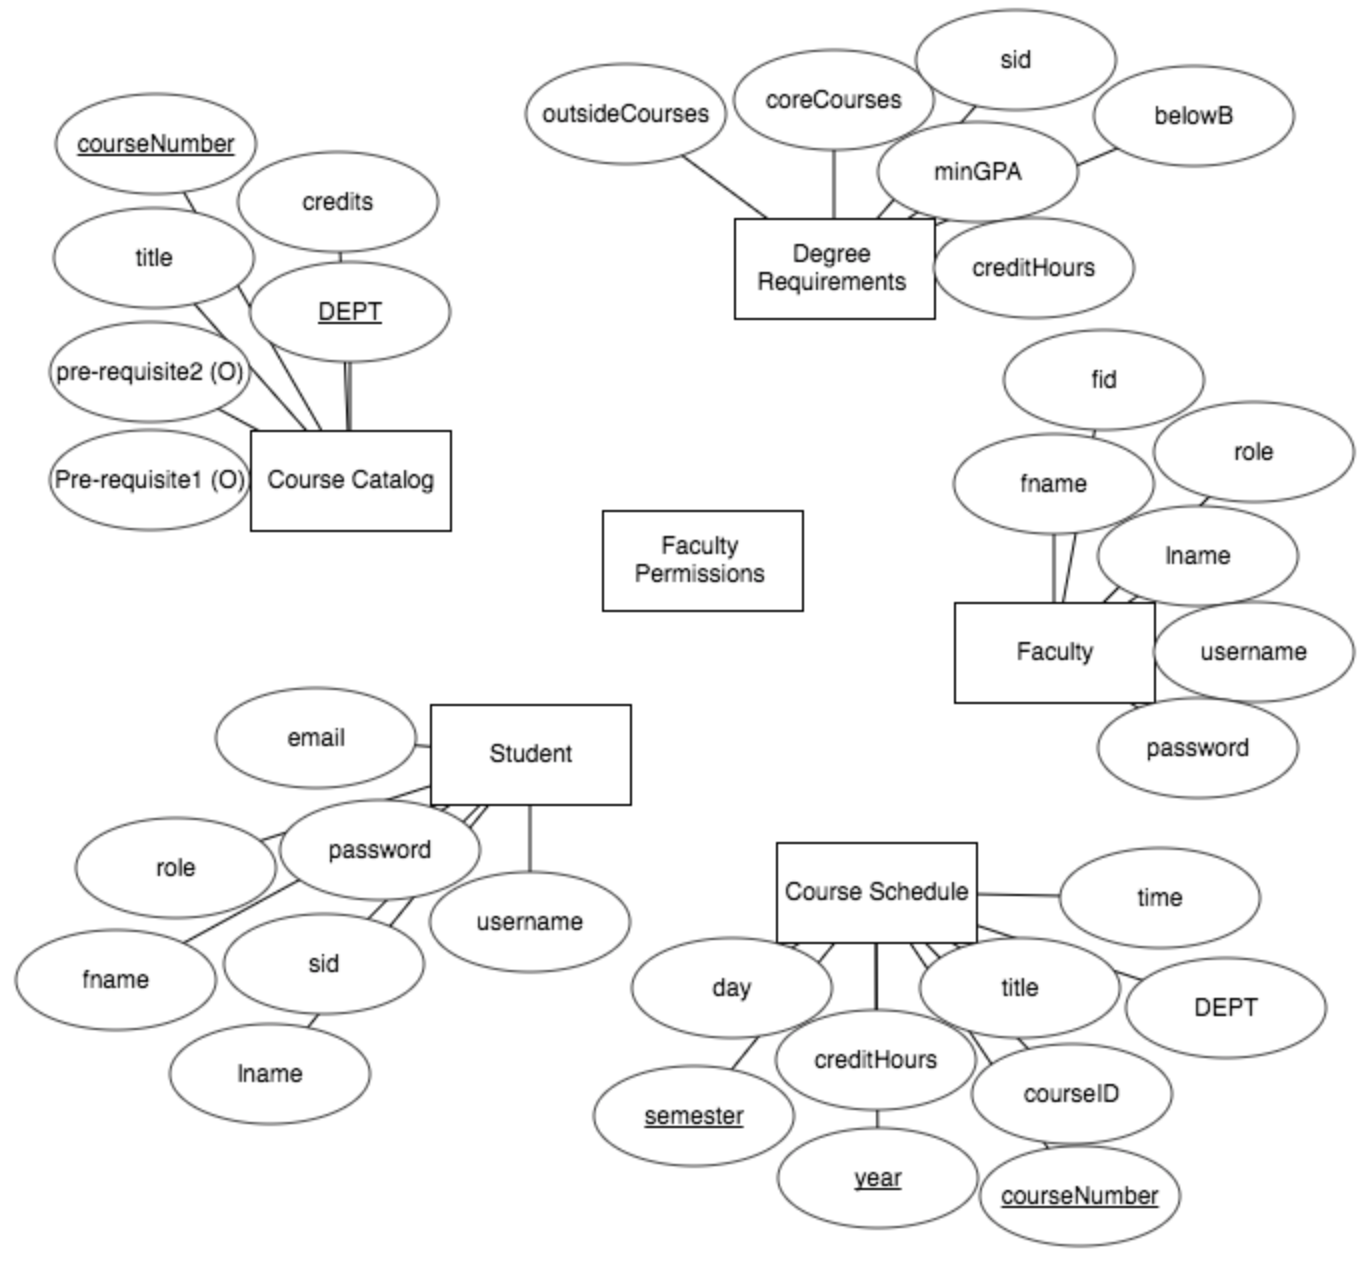 sid
coreCourses
outsideCourses
belowB
courseNumber
minGPA
credits
title
Degree
Requirements
creditHours
DEPT
pre-requisite2 (O)
fid
role
Pre-requisite1 (O)
Course Catalog
fname
Faculty
Permissions
lname
Faculty
username
email
Student
password
password
role
Course Schedule
time
username
fname
sid
day
title
DEPT
creditHours
lname
courseID
semester
year
courseNumber